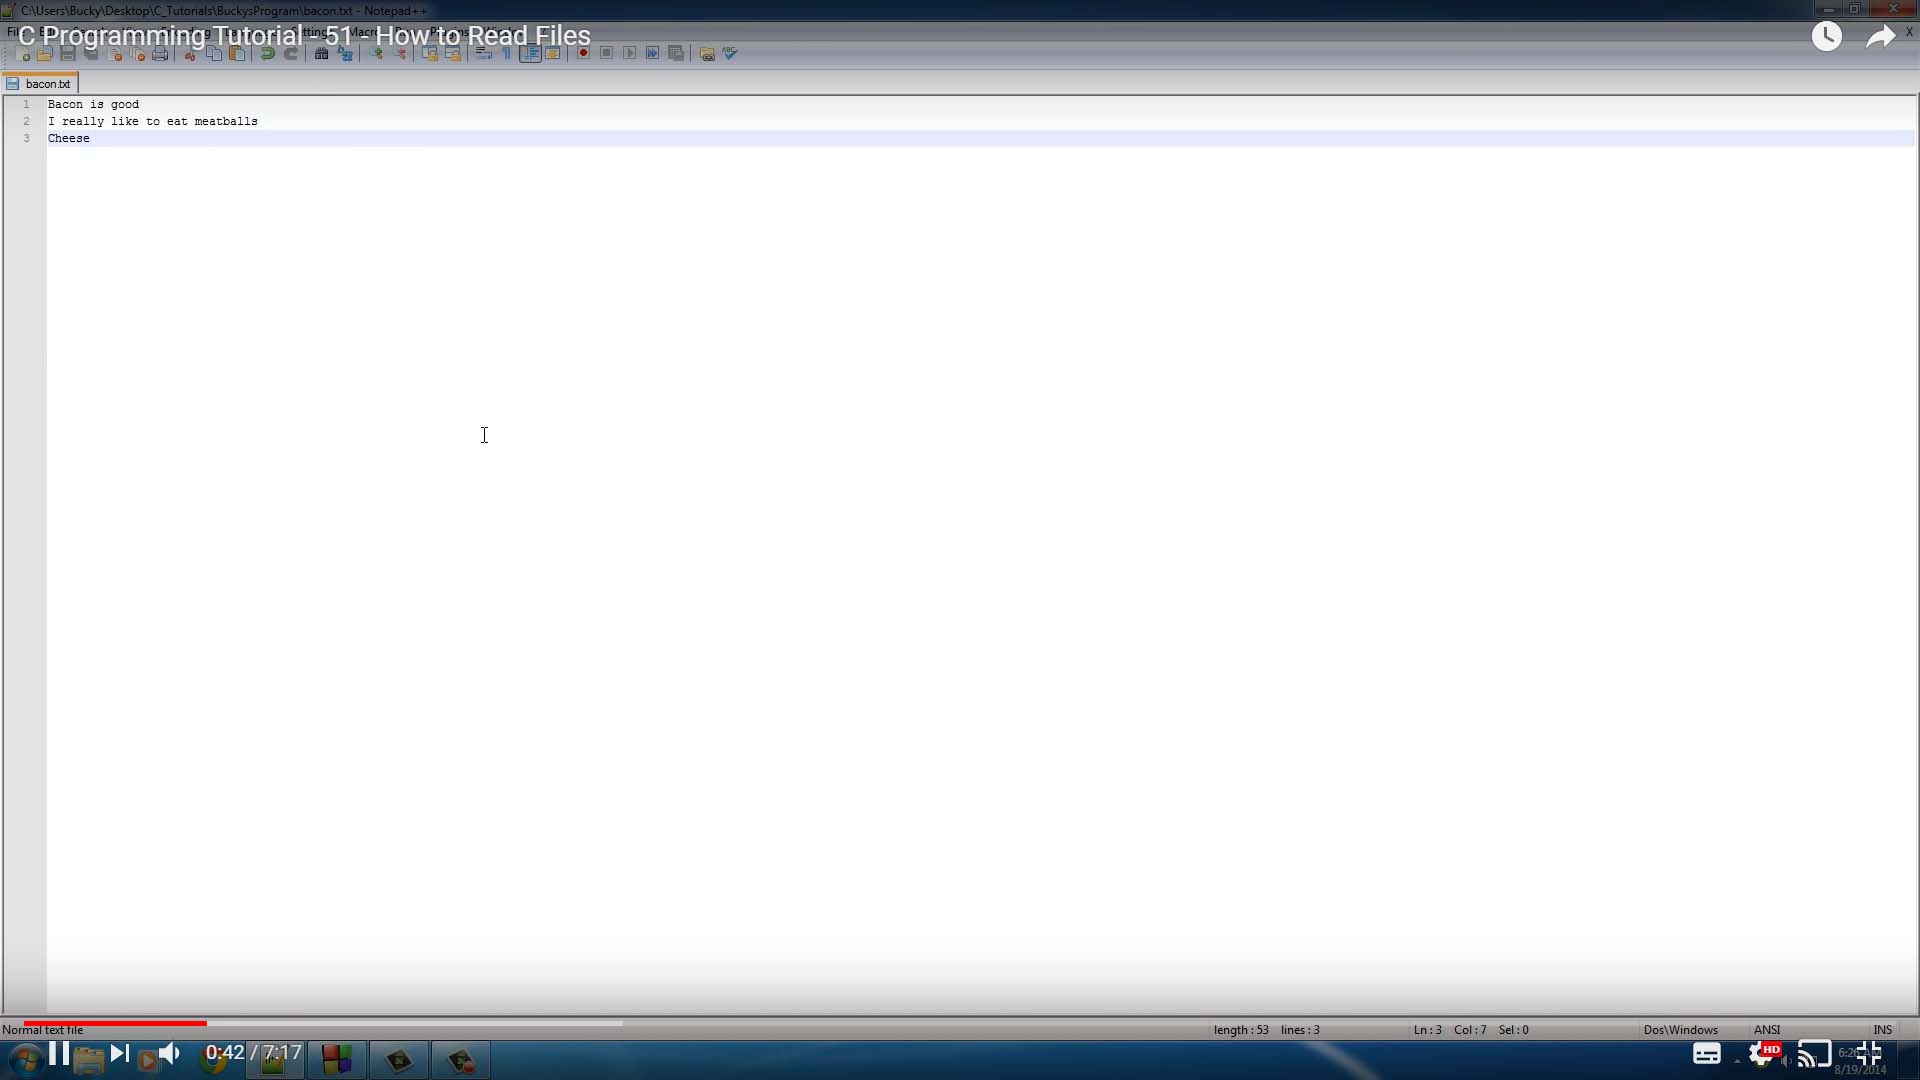 C:\Users\Bucky\Desktop\C_Tutorials\BuckysProgram\bacon.txt - Notepad++
C Programming Tutorial - 51 - How to Read Files
bacon.txt
1 Bacon is good
2 I really like to eat meatballs
3 Cheese
Normal text file length : 53 lines : 3 Ln : 3 Col : 7 Sel : 0 Dos\Windows ANSI INS
0:42 / 7:17 HD
8/19/2014